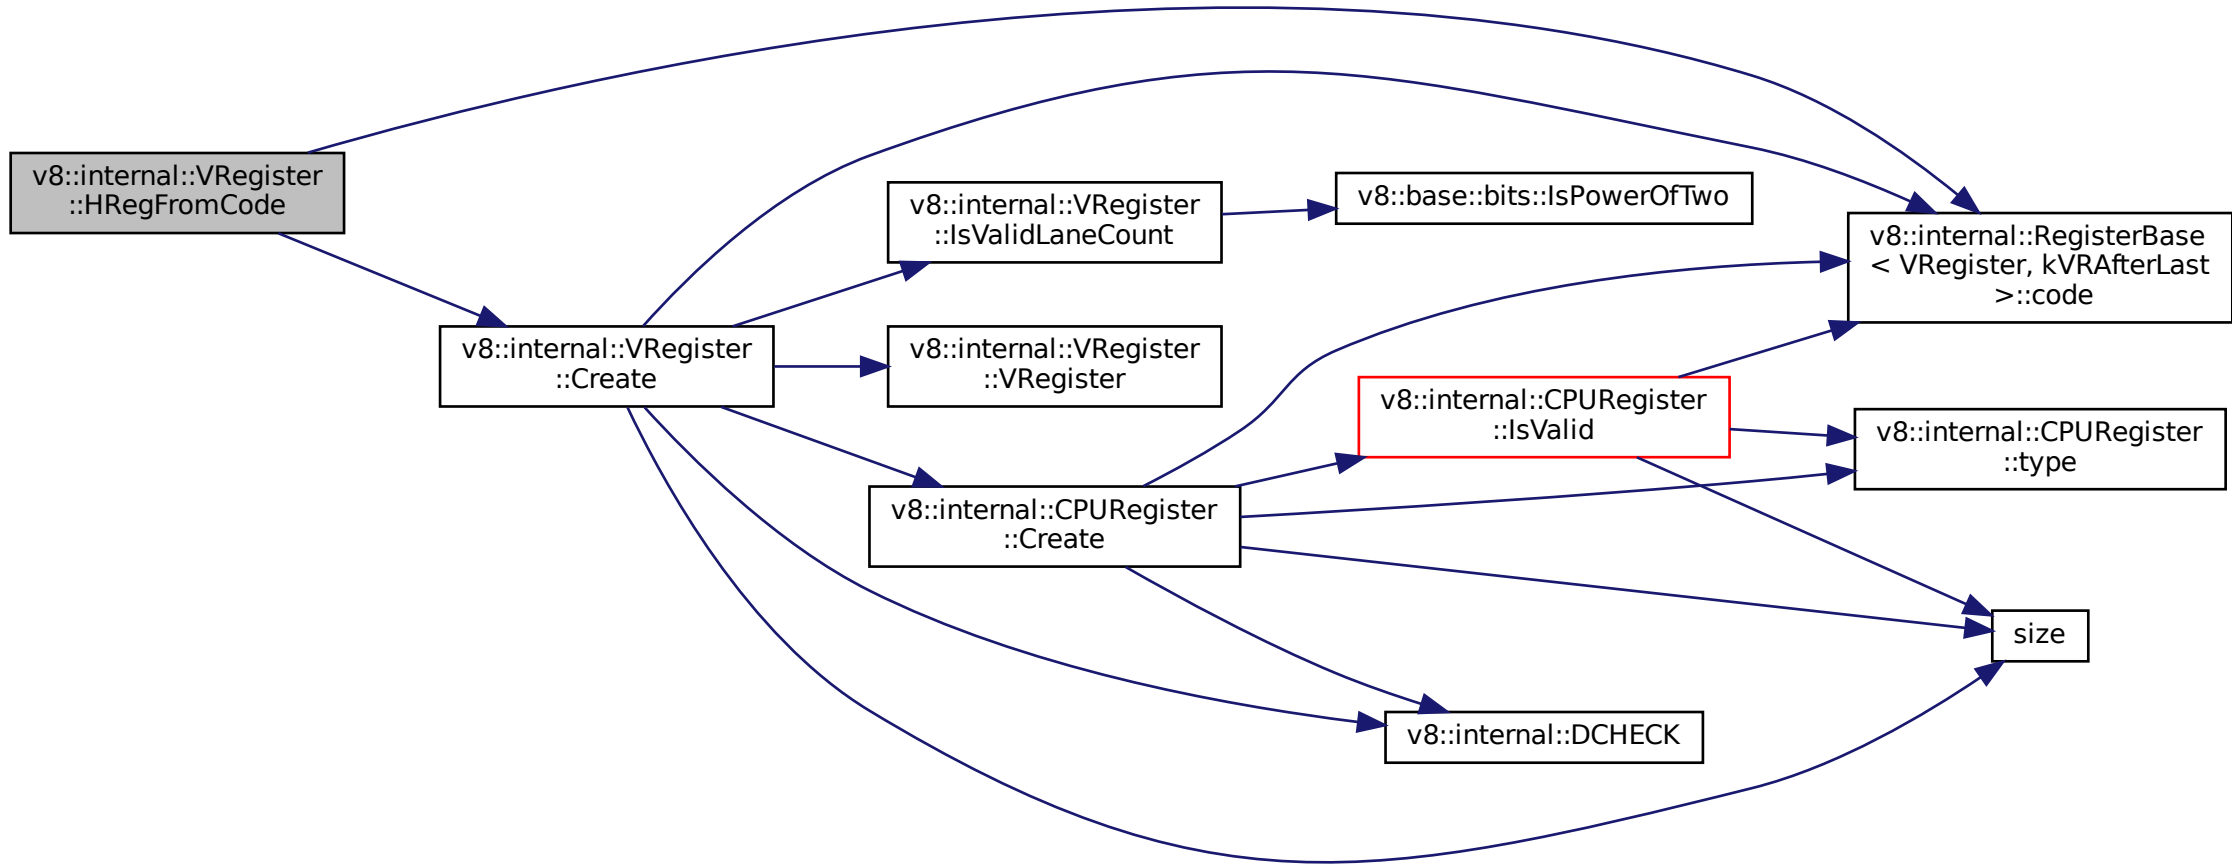 v8::internal::VRegister
::HRegFromCode
v8::internal::VRegister
::Create
v8::internal::VRegister
::IsValidLaneCount
v8::internal::VRegister
::VRegister
v8::internal::CPURegister
::Create
v8::base::bits::IsPowerOfTwo
v8::internal::CPURegister
::IsValid
v8::internal::DCHECK
v8::internal::RegisterBase
< VRegister, kVRAfterLast
>::code
v8::internal::CPURegister
::type
size